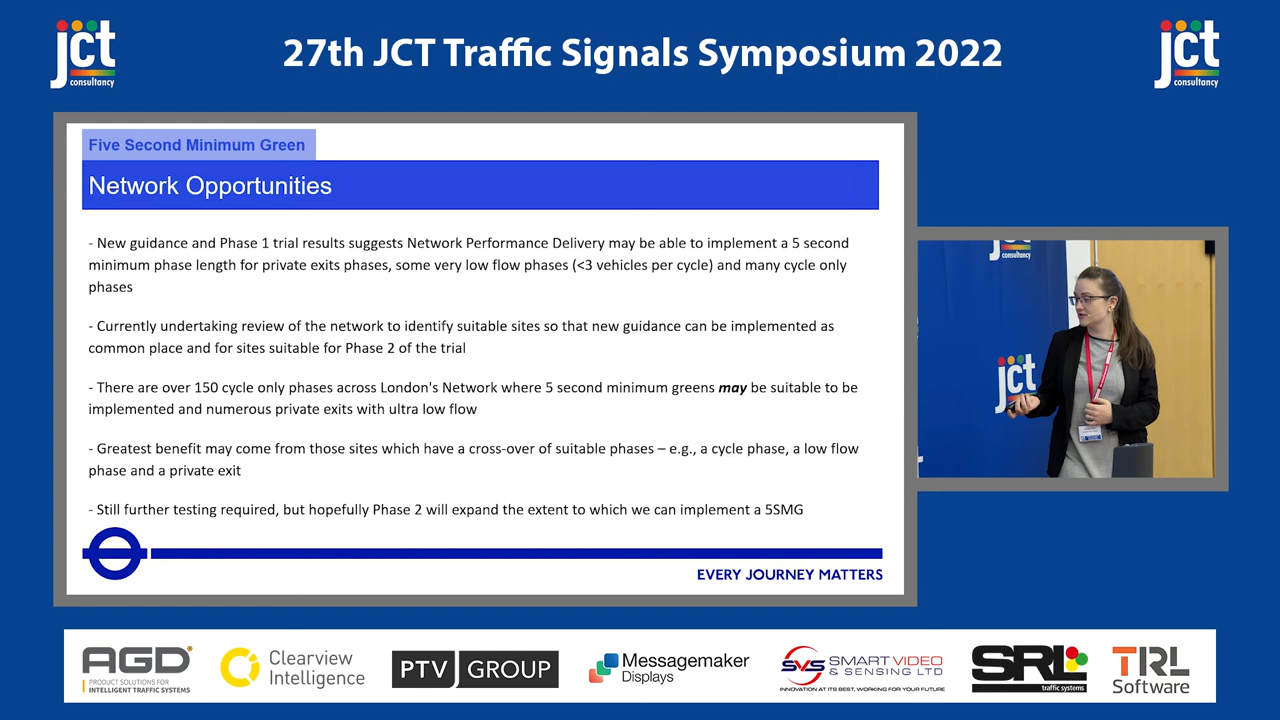 jct
consultancy
27th JCT Traffic Signals Symposium 2022
jct
consultancy
Five Second Minimum Green
Network Opportunities
- New guidance and Phase 1 trial results suggests Network Performance Delivery may be able to implement a 5 second
minimum phase length for private exits phases, some very low flow phases (<3 vehicles per cycle) and many cycle only
phases
- Currently undertaking review of the network to identify suitable sites so that new guidance can be implemented as
common place and for sites suitable for Phase 2 of the trial
- There are over 150 cycle only phases across London's Network where 5 second minimum greens may be suitable to be
implemented and numerous private exits with ultra low flow
- Greatest benefit may come from those sites which have a cross-over of suitable phases – e.g., a cycle phase, a low flow
phase and a private exit
- Still further testing required, but hopefully Phase 2 will expand the extent to which we can implement a 5SMG
EVERY JOURNEY MATTERS
jct
consultancy
jct
AGD
PRODUCT SOLUTIONS FOR
INTELLIGENT TRAFFIC SYSTEMS
Clearview
Intelligence
PTV GROUP
Messagemaker
Displays
SVS SMART VIDEO
& SENSING LTD
INNOVATION AT ITS BEST, WORKING FOR YOUR FUTURE
SRL
traffic systems
TRL
Software